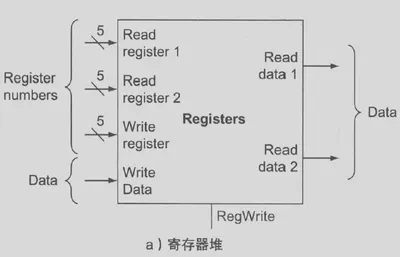 5
Read
register 1
5
Read
register 2
5
Write
register
Write
Data
Register
numbers
Data
Registers
Read
data 1
Read
data 2
Data
RegWrite
a）寄存器堆